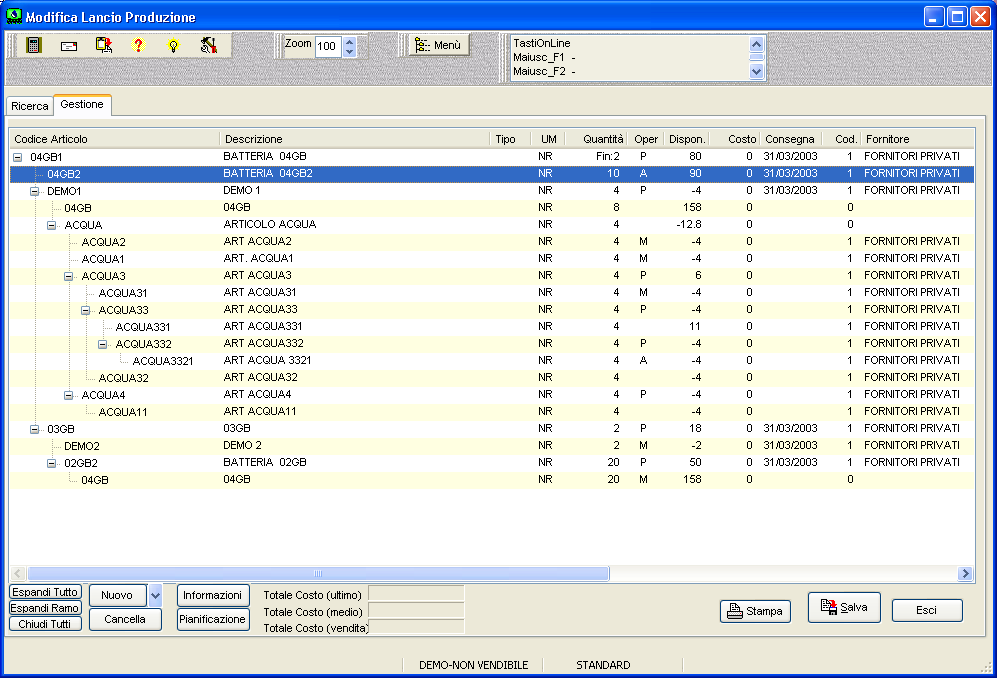 Modifica Lancio Produzione
Zoom 100 Menù
TastiOnLine
Maiusc_F1 -
Maiusc_F2 -
Ricerca Gestione
Codice Articolo Descrizione Tipo UM Quantità Oper Dispon. Costo Consegna Cod. Fornitore
04GB1 BATTERIA 04GB NR Fin:2 P 80 0 31/03/2003 1 FORNITORI PRIVATI
04GB2 BATTERIA 04GB2 NR 10 A 90 0 31/03/2003 1 FORNITORI PRIVATI
DEMO1 DEMO 1 NR 4 P -4 0 31/03/2003 1 FORNITORI PRIVATI
04GB 04GB NR 8 158 0 0
ACQUA ARTICOLO ACQUA NR 4 -12.8 0 0
ACQUA2 ART ACQUA2 NR 4 M -4 0 1 FORNITORI PRIVATI
ACQUA1 ART. ACQUA1 NR 4 M -4 0 1 FORNITORI PRIVATI
ACQUA3 ART ACQUA3 NR 4 P 6 0 1 FORNITORI PRIVATI
ACQUA31 ART ACQUA31 NR 4 M -4 0 1 FORNITORI PRIVATI
ACQUA33 ART ACQUA33 NR 4 P -4 0 1 FORNITORI PRIVATI
ACQUA331 ART ACQUA331 NR 4 11 0 1 FORNITORI PRIVATI
ACQUA332 ART ACQUA332 NR 4 P -4 0 1 FORNITORI PRIVATI
ACQUA3321 ART ACQUA 3321 NR 4 A -4 0 1 FORNITORI PRIVATI
ACQUA32 ART ACQUA32 NR 4 -4 0 1 FORNITORI PRIVATI
ACQUA4 ART ACQUA4 NR 4 P -4 0 1 FORNITORI PRIVATI
ACQUA11 ART ACQUA11 NR 4 -4 0 1 FORNITORI PRIVATI
03GB 03GB NR 2 P 18 0 31/03/2003 1 FORNITORI PRIVATI
DEMO2 DEMO 2 NR 2 M -2 0 31/03/2003 1 FORNITORI PRIVATI
02GB2 BATTERIA 02GB NR 20 P 50 0 31/03/2003 1 FORNITORI PRIVATI
04GB 04GB NR 20 M 158 0 0
Espandi Tutto Nuovo Informazioni Totale Costo (ultimo)
Espandi Ramo Totale Costo (medio) Stampa Salva Esci
Chiudi Tutti Cancella Pianificazione Totale Costo (vendita)
DEMO-NON VENDIBILE STANDARD